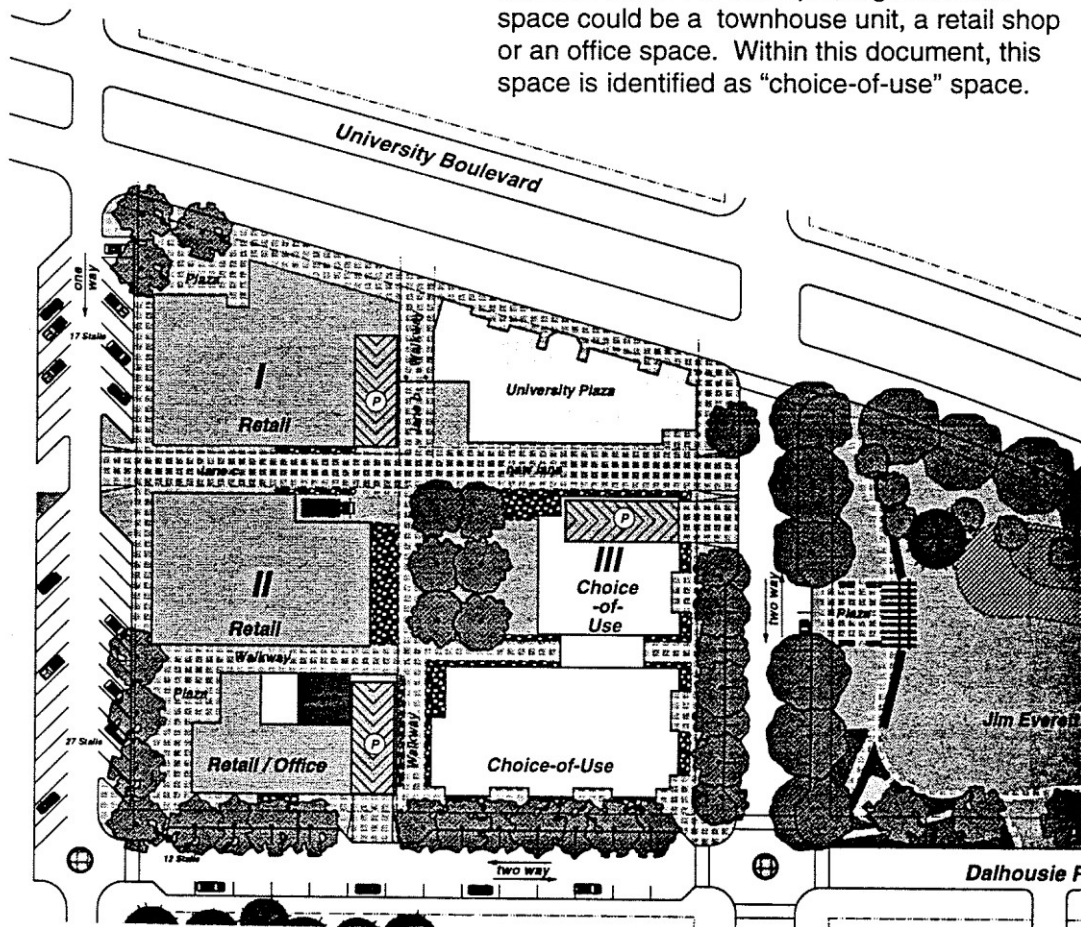 space could be a townhouse unit, a retail shop
or an office space. Within this document, this
space is identified as "choice-of-use" space.
University Boulevard
one
way
Plaza
17 Stalls
I
Retail
P
Walkway
University Plaza
new lane
II
Retail
P
III
Choice
-of-
Use
two way
Plaza
Walkway
Plaza
Jim Everett
27 Stalls
Retail / Office
P
Walkway
Choice-of-Use
12 Stalls
two way
Dalhousie